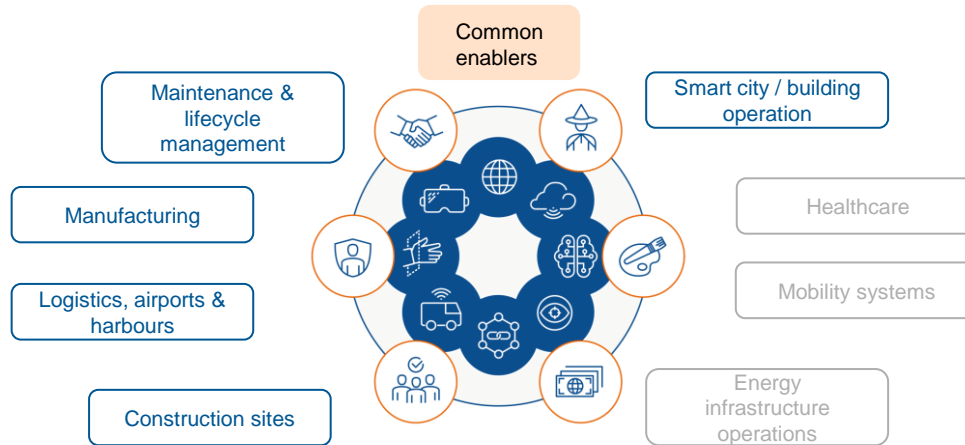 Common
enablers
Maintenance &
lifecycle
management
Smart city / building
operation
Manufacturing
Healthcare
Logistics, airports &
harbours
Mobility systems
Construction sites
Energy
infrastructure
operations